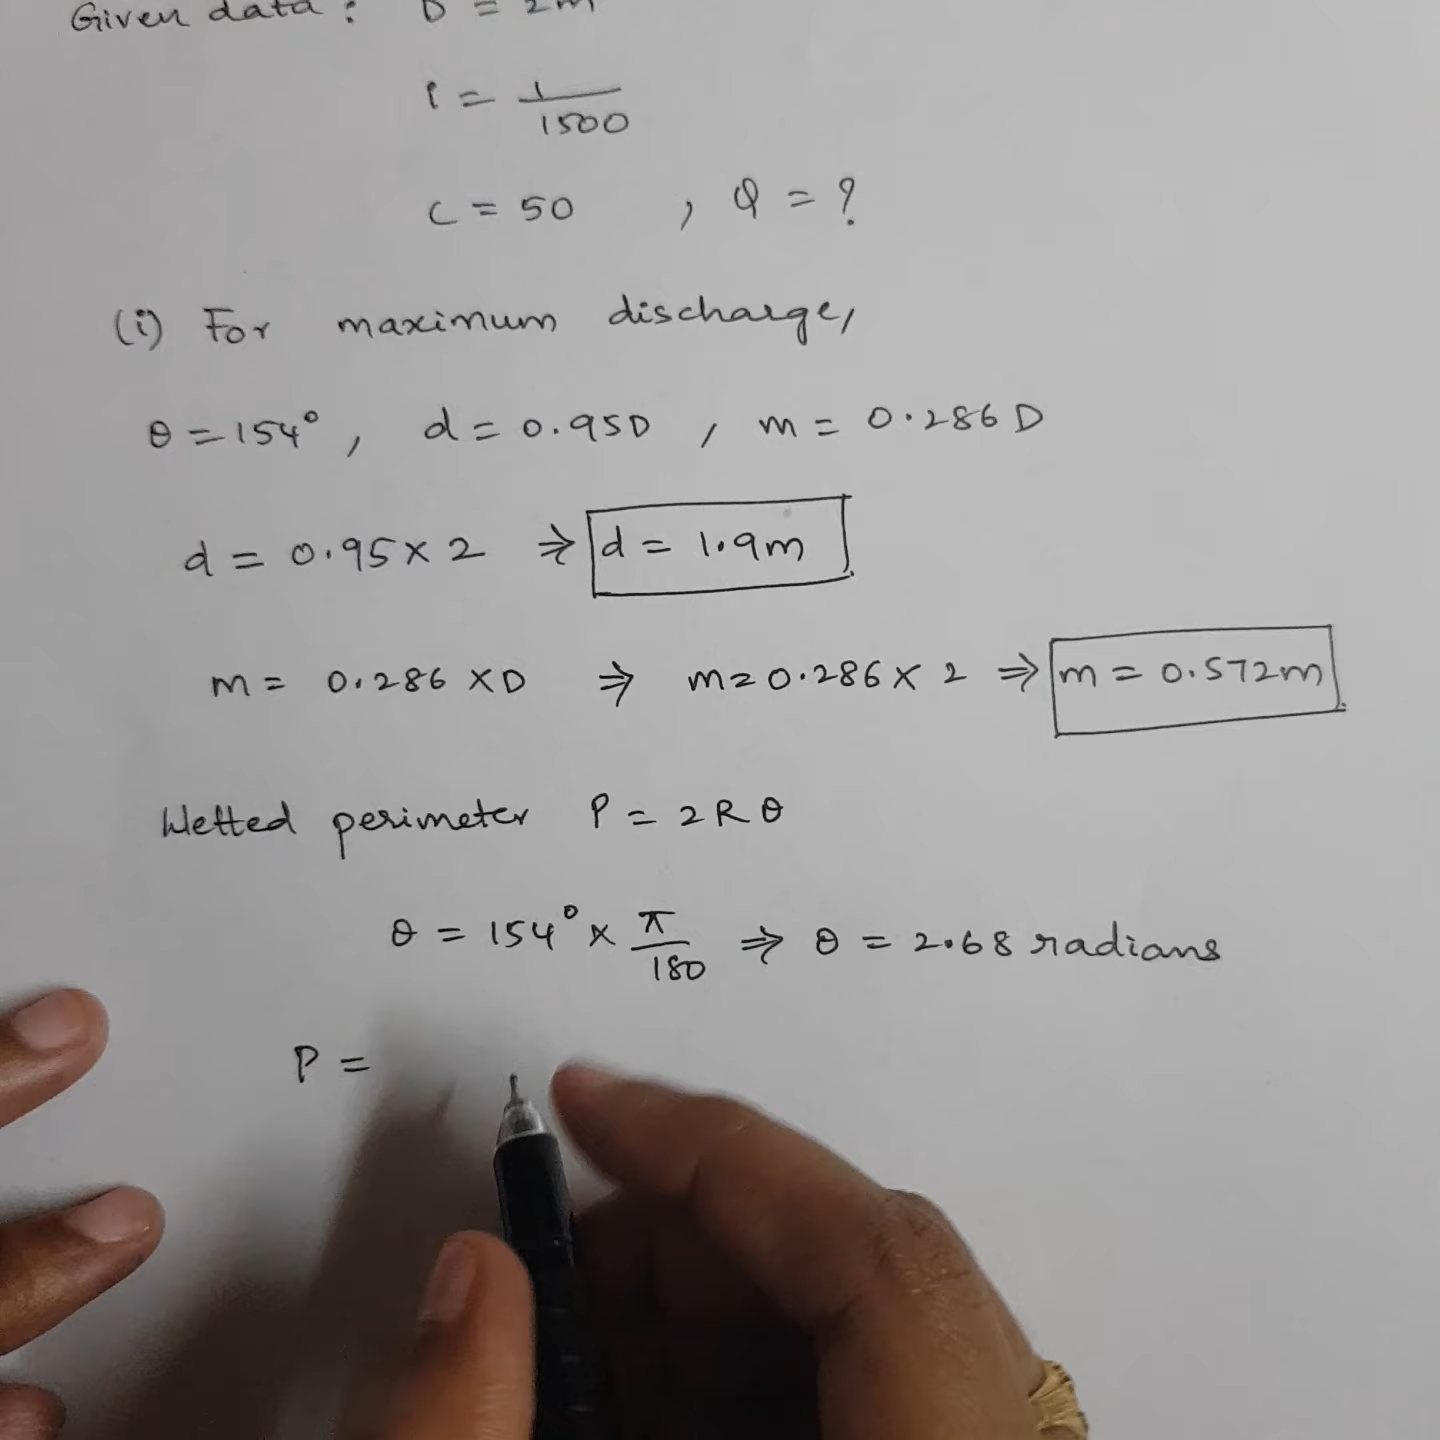 Given data : D = 2m
i = 1/1500
C = 50 , Q = ?
(i) For maximum discharge,
θ = 154° , d = 0.95D , m = 0.286 D
d = 0.95 × 2 ⇒ d = 1.9m
m = 0.286 × D ⇒ m = 0.286 × 2 ⇒ m = 0.572m
Wetted perimeter P = 2Rθ
θ = 154° × π/180 ⇒ θ = 2.68 radians
P =